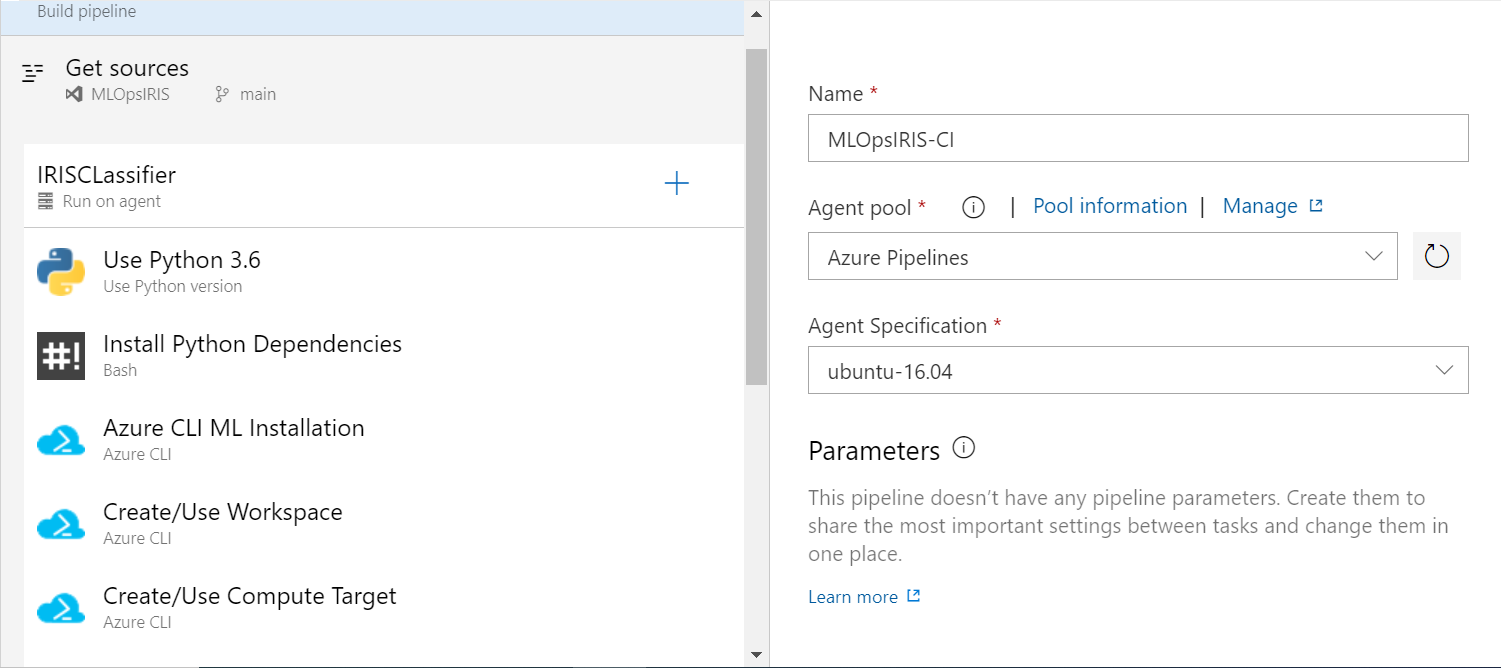 Build pipeline
Get sources
MLOpsIRIS main
IRISCLassifier
Run on agent
Use Python 3.6
Use Python version
#!
Install Python Dependencies
Bash
Azure CLI ML Installation
Azure CLI
Create/Use Workspace
Azure CLI
Create/Use Compute Target
Azure CLI
Name *
MLOpsIRIS-CI
Agent pool * | Pool information | Manage
Azure Pipelines
Agent Specification *
ubuntu-16.04
Parameters
This pipeline doesn’t have any pipeline parameters. Create them to
share the most important settings between tasks and change them in
one place.
Learn more